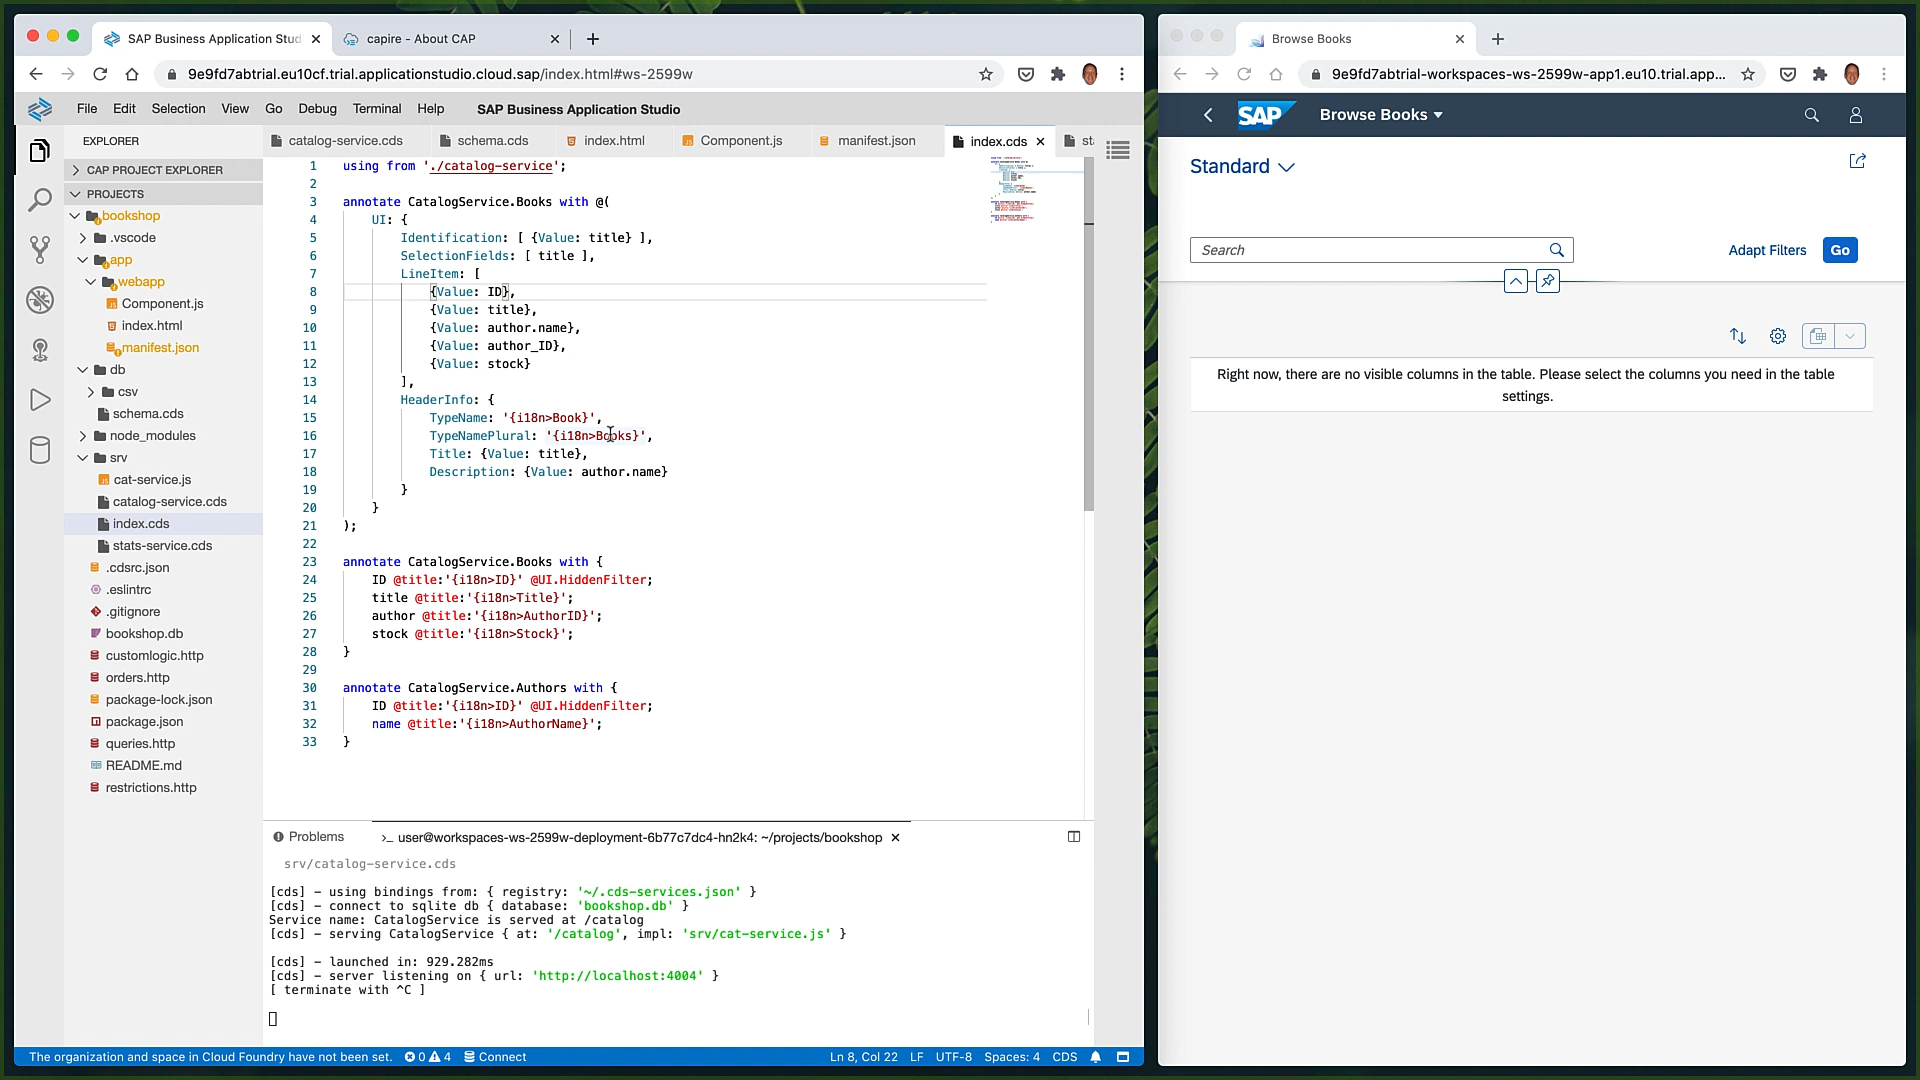 SAP Business Application Stud
capire - About CAP
9e9fd7abtrial.eu10cf.trial.applicationstudio.cloud.sap/index.html#ws-2599w
File Edit Selection View Go Debug Terminal Help SAP Business Application Studio
EXPLORER
CAP PROJECT EXPLORER
PROJECTS
bookshop
.vscode
app
webapp
Component.js
index.html
manifest.json
db
csv
schema.cds
node_modules
srv
cat-service.js
catalog-service.cds
index.cds
stats-service.cds
.cdsrc.json
.eslintrc
.gitignore
bookshop.db
customlogic.http
orders.http
package-lock.json
package.json
queries.http
README.md
restrictions.http
catalog-service.cds schema.cds index.html Component.js manifest.json index.cds st
1 using from './catalog-service';
2
3 annotate CatalogService.Books with @(
4 UI: {
5 Identification: [ {Value: title} ],
6 SelectionFields: [ title ],
7 LineItem: [
8 {Value: ID},
9 {Value: title},
10 {Value: author.name},
11 {Value: author_ID},
12 {Value: stock}
13 ],
14 HeaderInfo: {
15 TypeName: '{i18n>Book}',
16 TypeNamePlural: '{i18n>Books}',
17 Title: {Value: title},
18 Description: {Value: author.name}
19 }
20 }
21 );
22
23 annotate CatalogService.Books with {
24 ID @title:'{i18n>ID}' @UI.HiddenFilter;
25 title @title:'{i18n>Title}';
26 author @title:'{i18n>AuthorID}';
27 stock @title:'{i18n>Stock}';
28 }
29
30 annotate CatalogService.Authors with {
31 ID @title:'{i18n>ID}' @UI.HiddenFilter;
32 name @title:'{i18n>AuthorName}';
33 }
Problems >_ user@workspaces-ws-2599w-deployment-6b77c7dc4-hn2k4: ~/projects/bookshop
srv/catalog-service.cds
[cds] - using bindings from: { registry: '~/.cds-services.json' }
[cds] - connect to sqlite db { database: 'bookshop.db' }
Service name: CatalogService is served at /catalog
[cds] - serving CatalogService { at: '/catalog', impl: 'srv/cat-service.js' }
[cds] - launched in: 929.282ms
[cds] - server listening on { url: 'http://localhost:4004' }
[ terminate with ^C ]
The organization and space in Cloud Foundry have not been set. 0 4 Connect Ln 8, Col 22 LF UTF-8 Spaces: 4 CDS
Browse Books
9e9fd7abtrial-workspaces-ws-2599w-app1.eu10.trial.app...
SAP Browse Books
Standard
Search
Adapt Filters Go
Right now, there are no visible columns in the table. Please select the columns you need in the table
settings.